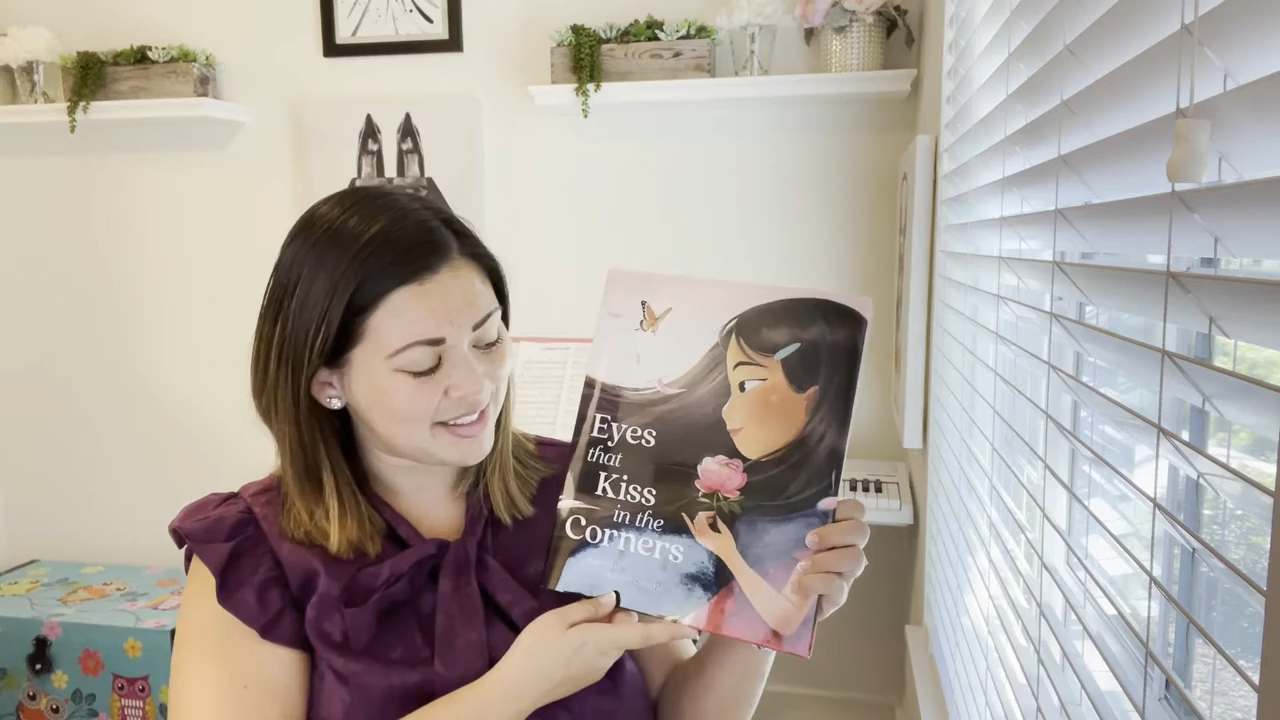 Eyes
that
Kiss
in the
Corners